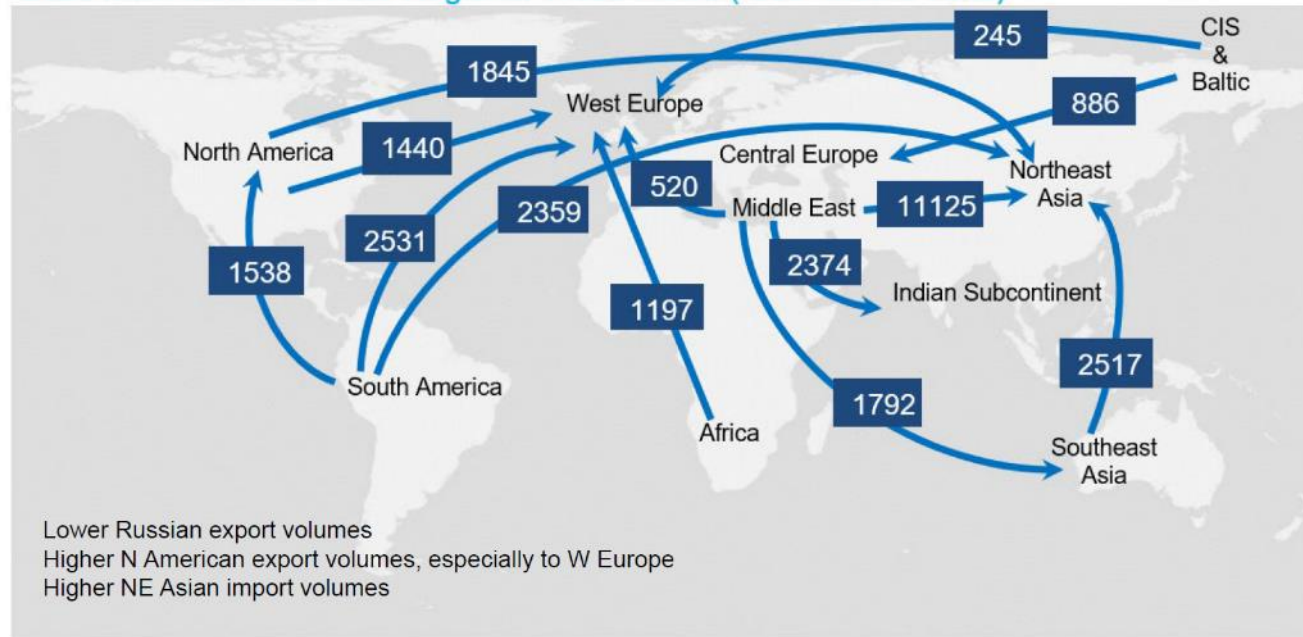 CIS
&
Baltic
245
1845
West Europe
886
North America
1440
Central Europe
Northeast
Asia
520
Middle East
11125
2359
2531
1538
2374
Indian Subcontinent
1197
2517
South America
1792
Africa
Southeast
Asia
Lower Russian export volumes
Higher N American export volumes, especially to W Europe
Higher NE Asian import volumes